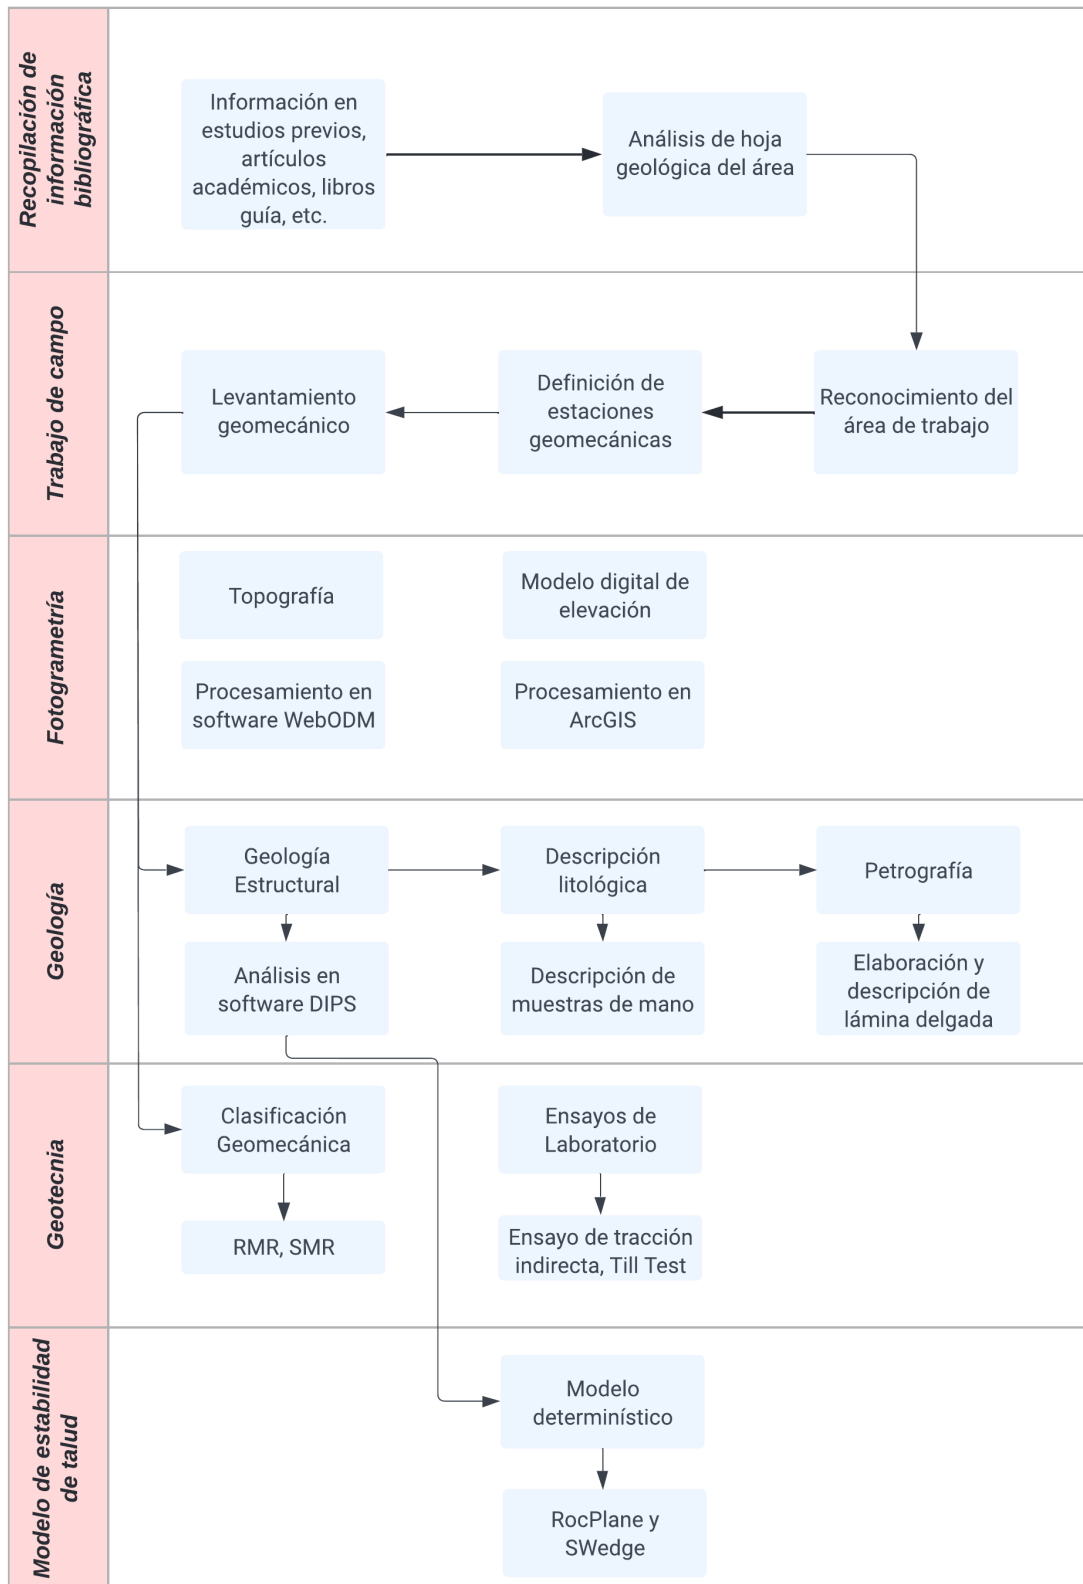 Recopilación de
información
bibliográfica
Información en
estudios previos,
artículos
académicos, libros
guía, etc.
Análisis de hoja
geológica del área
Trabajo de campo
Levantamiento
geomecánico
Definición de
estaciones
geomecánicas
Reconocimiento del
área de trabajo
Fotogrametría
Topografía
Modelo digital de
elevación
Procesamiento en
software WebODM
Procesamiento en
ArcGIS
Geología
Geología
Estructural
Descripción
litológica
Petrografía
Análisis en
software DIPS
Descripción de
muestras de mano
Elaboración y
descripción de
lámina delgada
Geotecnia
Clasificación
Geomecánica
Ensayos de
Laboratorio
RMR, SMR
Ensayo de tracción
indirecta, Till Test
Modelo de estabilidad
de talud
Modelo
determinístico
RocPlane y
SWedge